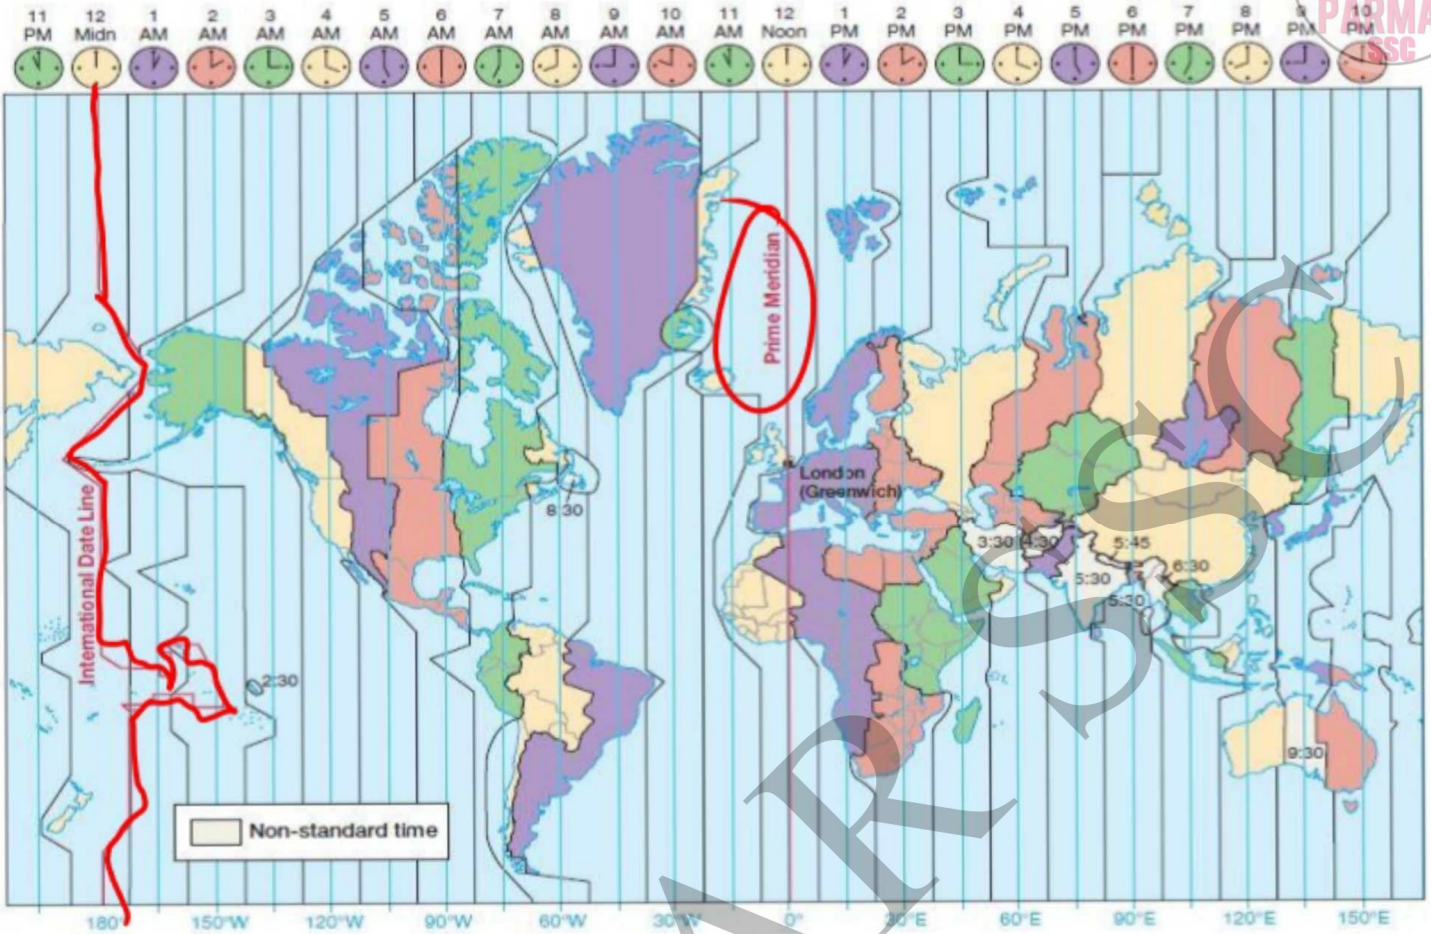 11 12 1 2 3 4 5 6 7 8 9 10 11 12 1 2 3 4 5 6 7 8 9 10
PM Midn AM AM AM AM AM AM AM AM AM AM AM Noon PM PM PM PM PM PM PM PM PM PM
PARMA
SSC
Prime Meridian
London
(Greenwich)
International Date Line
8:30
3:30 4:30 5:45
6:30
5:30
5:30
2:30
9:30
Non-standard time
180° 150°W 120°W 90°W 60°W 30°W 0° 30°E 60°E 90°E 120°E 150°E
AR SSC